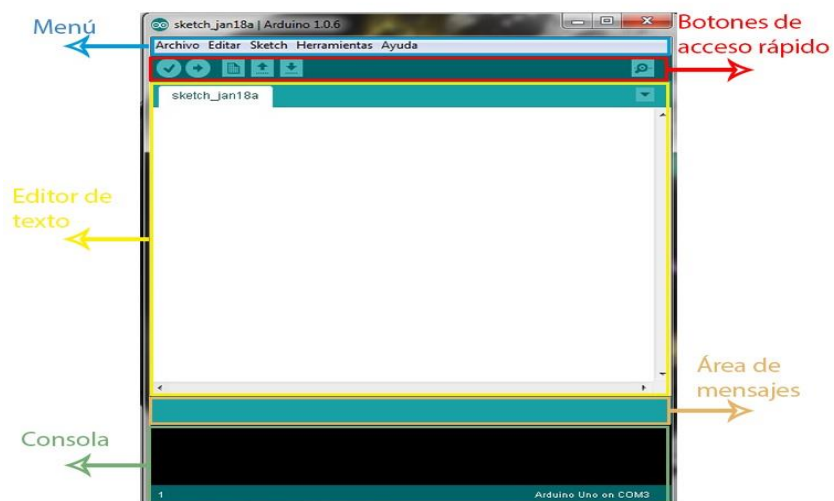 Menú
sketch_jan18a | Arduino 1.0.6
Botones de
acceso rápido
Archivo Editar Sketch Herramientas Ayuda
sketch_jan18a
Editor de
texto
Área de
mensajes
Consola
1
Arduino Uno on COM3